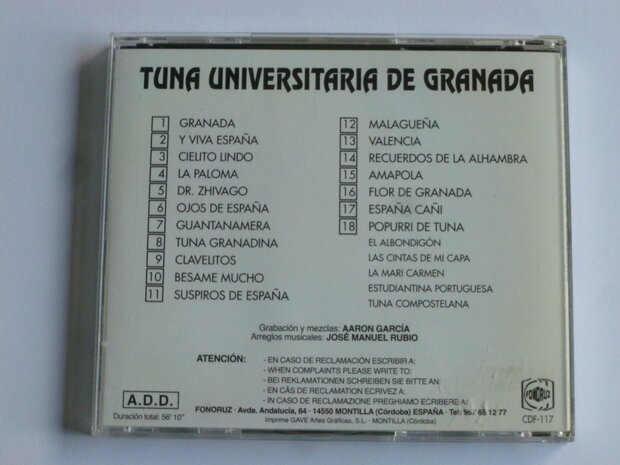 TUNA UNIVERSITARIA DE GRANADA
1 GRANADA
2 Y VIVA ESPAÑA
3 CIELITO LINDO
4 LA PALOMA
5 DR. ZHIVAGO
6 OJOS DE ESPAÑA
7 GUANTANAMERA
8 TUNA GRANADINA
9 CLAVELITOS
10 BESAME MUCHO
11 SUSPIROS DE ESPAÑA
12 MALAGUEÑA
13 VALENCIA
14 RECUERDOS DE LA ALHAMBRA
15 AMAPOLA
16 FLOR DE GRANADA
17 ESPAÑA CAÑI
18 POPURRI DE TUNA
EL ALBONDIGÓN
LAS CINTAS DE MI CAPA
LA MARI CARMEN
ESTUDIANTINA PORTUGUESA
TUNA COMPOSTELANA
Grabación y mezclas: AARON GARCÍA
Arreglos musicales: JOSÉ MANUEL RUBIO
ATENCIÓN:
- EN CASO DE RECLAMACIÓN ESCRIBIR A:
- WHEN COMPLAINTS PLEASE WRITE TO:
- BEI REKLAMATIONEN SCHREIBEN SIE BITTE AN:
- EN CÂS DE RECLAMATION ECRIVEZ A:
- IN CASO DE RECLAMAZIONE PREGHIAMO ECRIBERE A:
A.D.D.
Duración total: 56' 10"
FONORUZ · Avda. Andalucía, 64 · 14550 MONTILLA (Córdoba) ESPAÑA · Tel: 957 65 12 77
Imprime GAVE Artes Gráficas, S.L. · MONTILLA (Córdoba)
FONORUZ
CDF-117